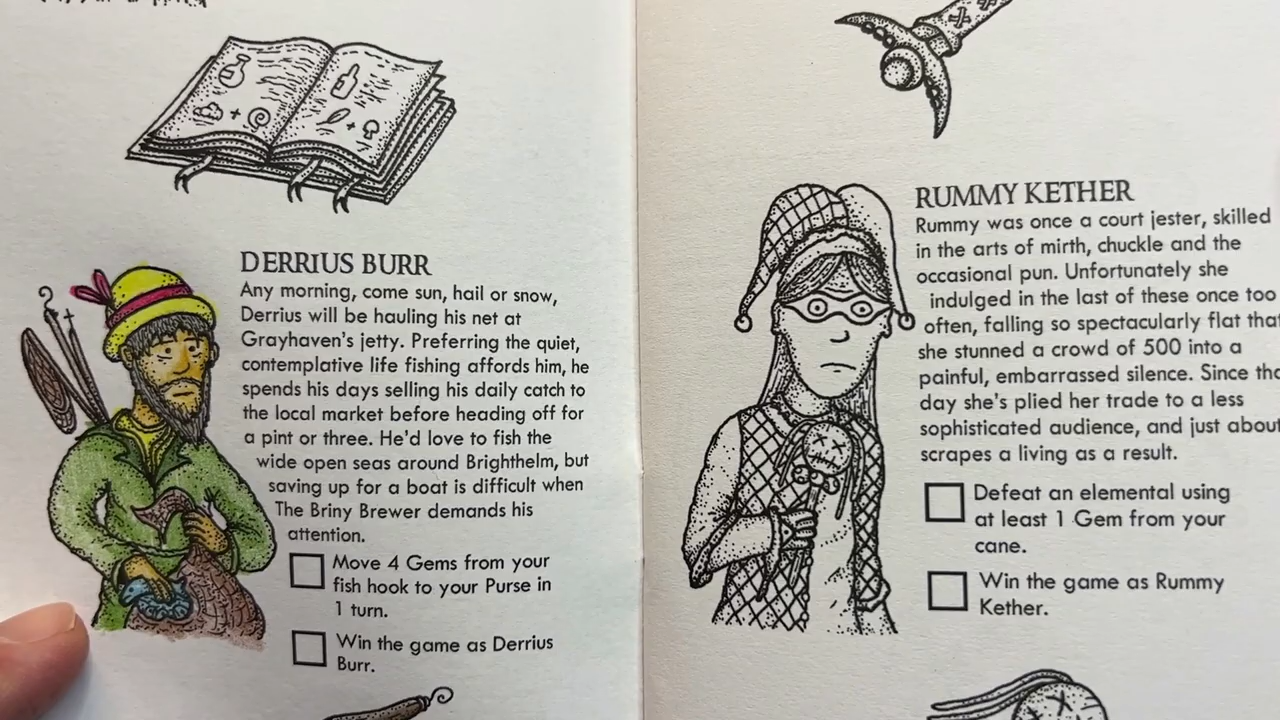 DERRIUS BURR
Any morning, come sun, hail or snow,
Derrius will be hauling his net at
Grayhaven's jetty. Preferring the quiet,
contemplative life fishing affords him, he
spends his days selling his daily catch to
the local market before heading off for
a pint or three. He'd love to fish the
wide open seas around Brighthelm, but
saving up for a boat is difficult when
The Briny Brewer demands his
attention.
Move 4 Gems from your
fish hook to your Purse in
1 turn.
Win the game as Derrius
Burr.
RUMMY KETHER
Rummy was once a court jester, skilled
in the arts of mirth, chuckle and the
occasional pun. Unfortunately she
indulged in the last of these once too
often, falling so spectacularly flat that
she stunned a crowd of 500 into a
painful, embarrassed silence. Since
day she's plied her trade to a less
sophisticated audience, and just about
scrapes a living as a result.
Defeat an elemental using
at least 1 Gem from your
cane.
Win the game as Rummy
Kether.